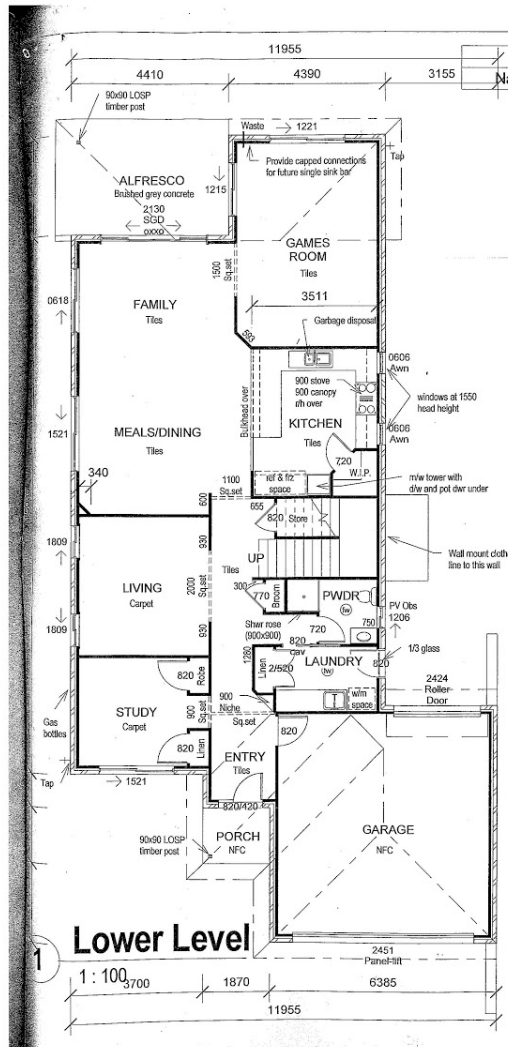 11955
4410
4390
3155
Na
90x90 LOSP
timber post
Waste
1221
Tap
Provide capped connections
for future single sink bar
ALFRESCO
Brushed grey concrete
2130
SGD
oxxo
1215
GAMES
ROOM
Tiles
1500
Sq.set
3511
FAMILY
Tiles
0618
593
Garbage disposal
0606
Awn
900 stove
900 canopy
r/h over
windows at 1550
head height
KITCHEN
Tiles
Bulkhead over
MEALS/DINING
Tiles
1521
0606
Awn
720
W.I.P.
340
1100
Sq.set
ref & frz
space
m/w tower with
d/w and pot dwr under
600
655
820
Store
1809
930
Tiles
UP
Wall mount clothe
line to this wall
LIVING
Carpet
2000
Sq.set
300
770
Broom
PWDR
fw
PV Obs
1206
1809
930
Shwr rose
(900x900)
720
750
820
cav
1/3 glass
1280
Linen
2/520
LAUNDRY
fw
820
820
Robe
2424
Roller
Door
STUDY
Carpet
900
Sq.set
900
Niche
w/m
space
Sq.set
Gas
bottles
820
Linen
820
ENTRY
Tiles
Tap
1521
820/420
90x90 LOSP
timber post
PORCH
NFC
GARAGE
NFC
1
Lower Level
1 : 100
2451
Panel-lift
3700
1870
6385
11955